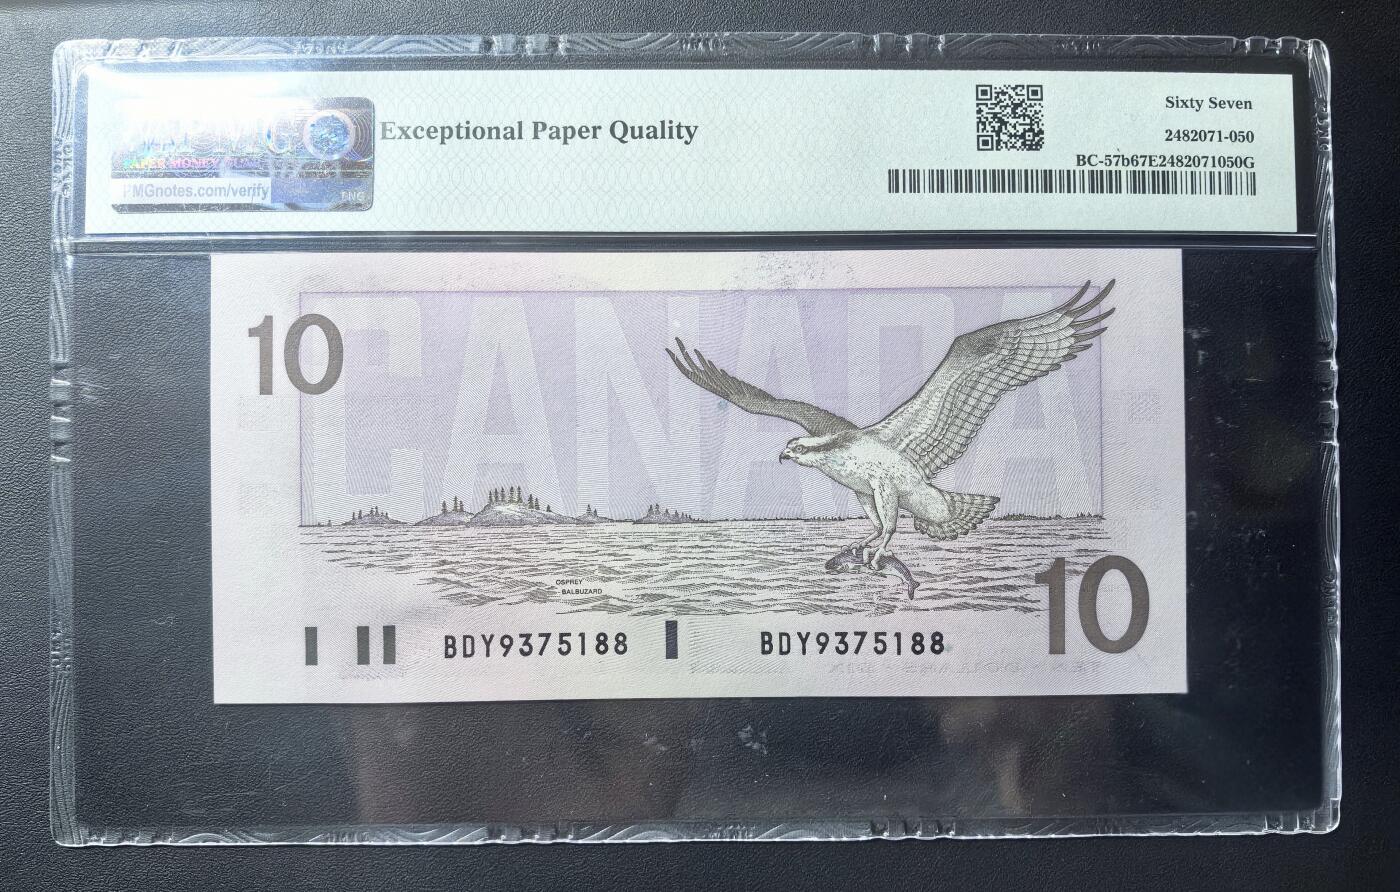 PMG
PAPER MONEY
PMGnotes.com/verify
PNG
Exceptional Paper Quality
Sixty Seven
2482071-050
BC-57b67E2482071050G
CANADA
10
OSPREY
BALBUZARD
10
BDY9375188
BDY9375188